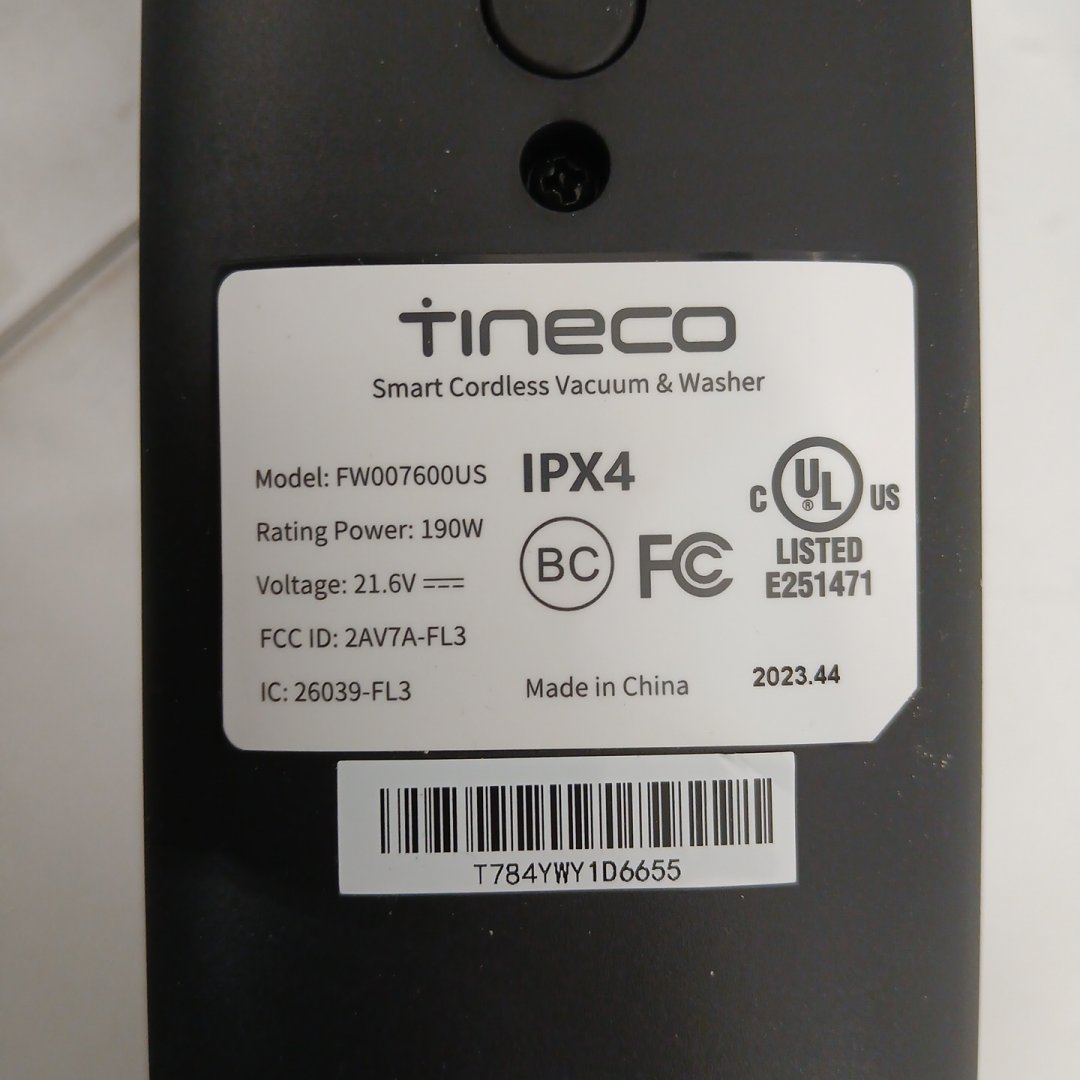 tineco
Smart Cordless Vacuum & Washer
Model: FW007600US
Rating Power: 190W
Voltage: 21.6V
FCC ID: 2AV7A-FL3
IC: 26039-FL3
IPX4
BC
FCC
Made in China
C UL® US
LISTED
E251471
2023.44
T784YWY1D6655